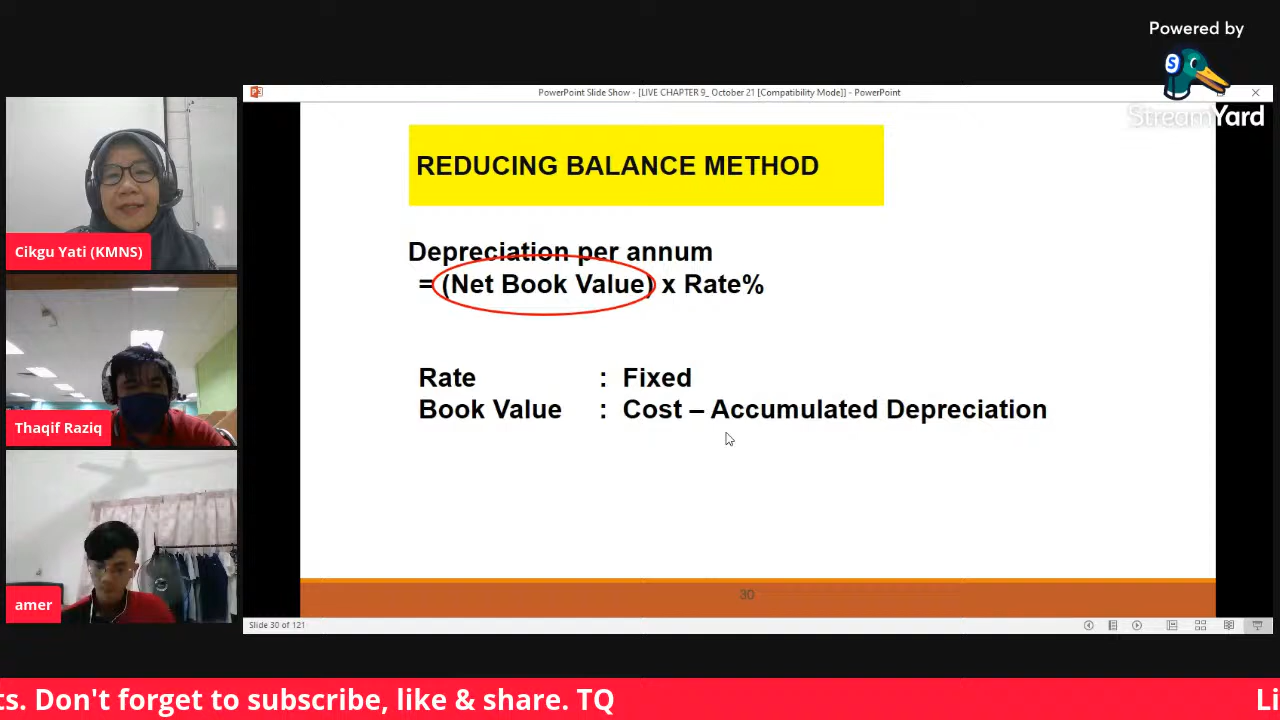 Powered by
S
StreamYard
PowerPoint Slide Show - [LIVE CHAPTER 9_ October 21 [Compatibility Mode]] - PowerPoint
REDUCING BALANCE METHOD
Depreciation per annum
= (Net Book Value) x Rate%
Rate : Fixed
Book Value : Cost – Accumulated Depreciation
30
Slide 30 of 121
Cikgu Yati (KMNS)
Thaqif Raziq
amer
ts. Don't forget to subscribe, like & share. TQ
Li